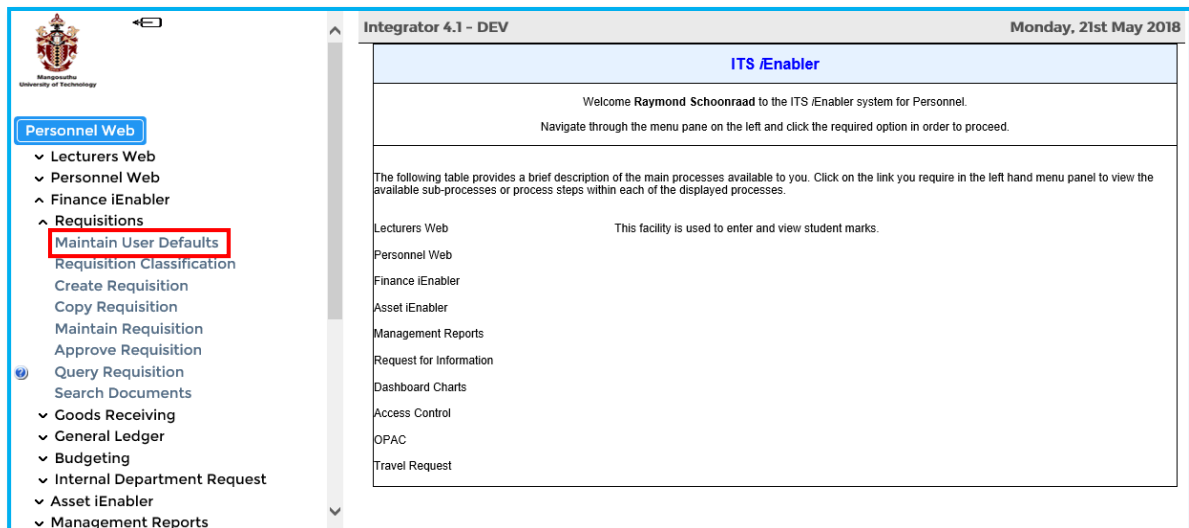 Mangosuthu
University of Technology
Personnel Web
Lecturers Web
Personnel Web
Finance iEnabler
Requisitions
Maintain User Defaults
Requisition Classification
Create Requisition
Copy Requisition
Maintain Requisition
Approve Requisition
Query Requisition
Search Documents
Goods Receiving
General Ledger
Budgeting
Internal Department Request
Asset iEnabler
Management Reports
Integrator 4.1 - DEV Monday, 21st May 2018
ITS iEnabler
Welcome Raymond Schoonraad to the ITS iEnabler system for Personnel.
Navigate through the menu pane on the left and click the required option in order to proceed.
The following table provides a brief description of the main processes available to you. Click on the link you require in the left hand menu panel to view the
available sub-processes or process steps within each of the displayed processes.
Lecturers Web This facility is used to enter and view student marks.
Personnel Web
Finance iEnabler
Asset iEnabler
Management Reports
Request for Information
Dashboard Charts
Access Control
OPAC
Travel Request